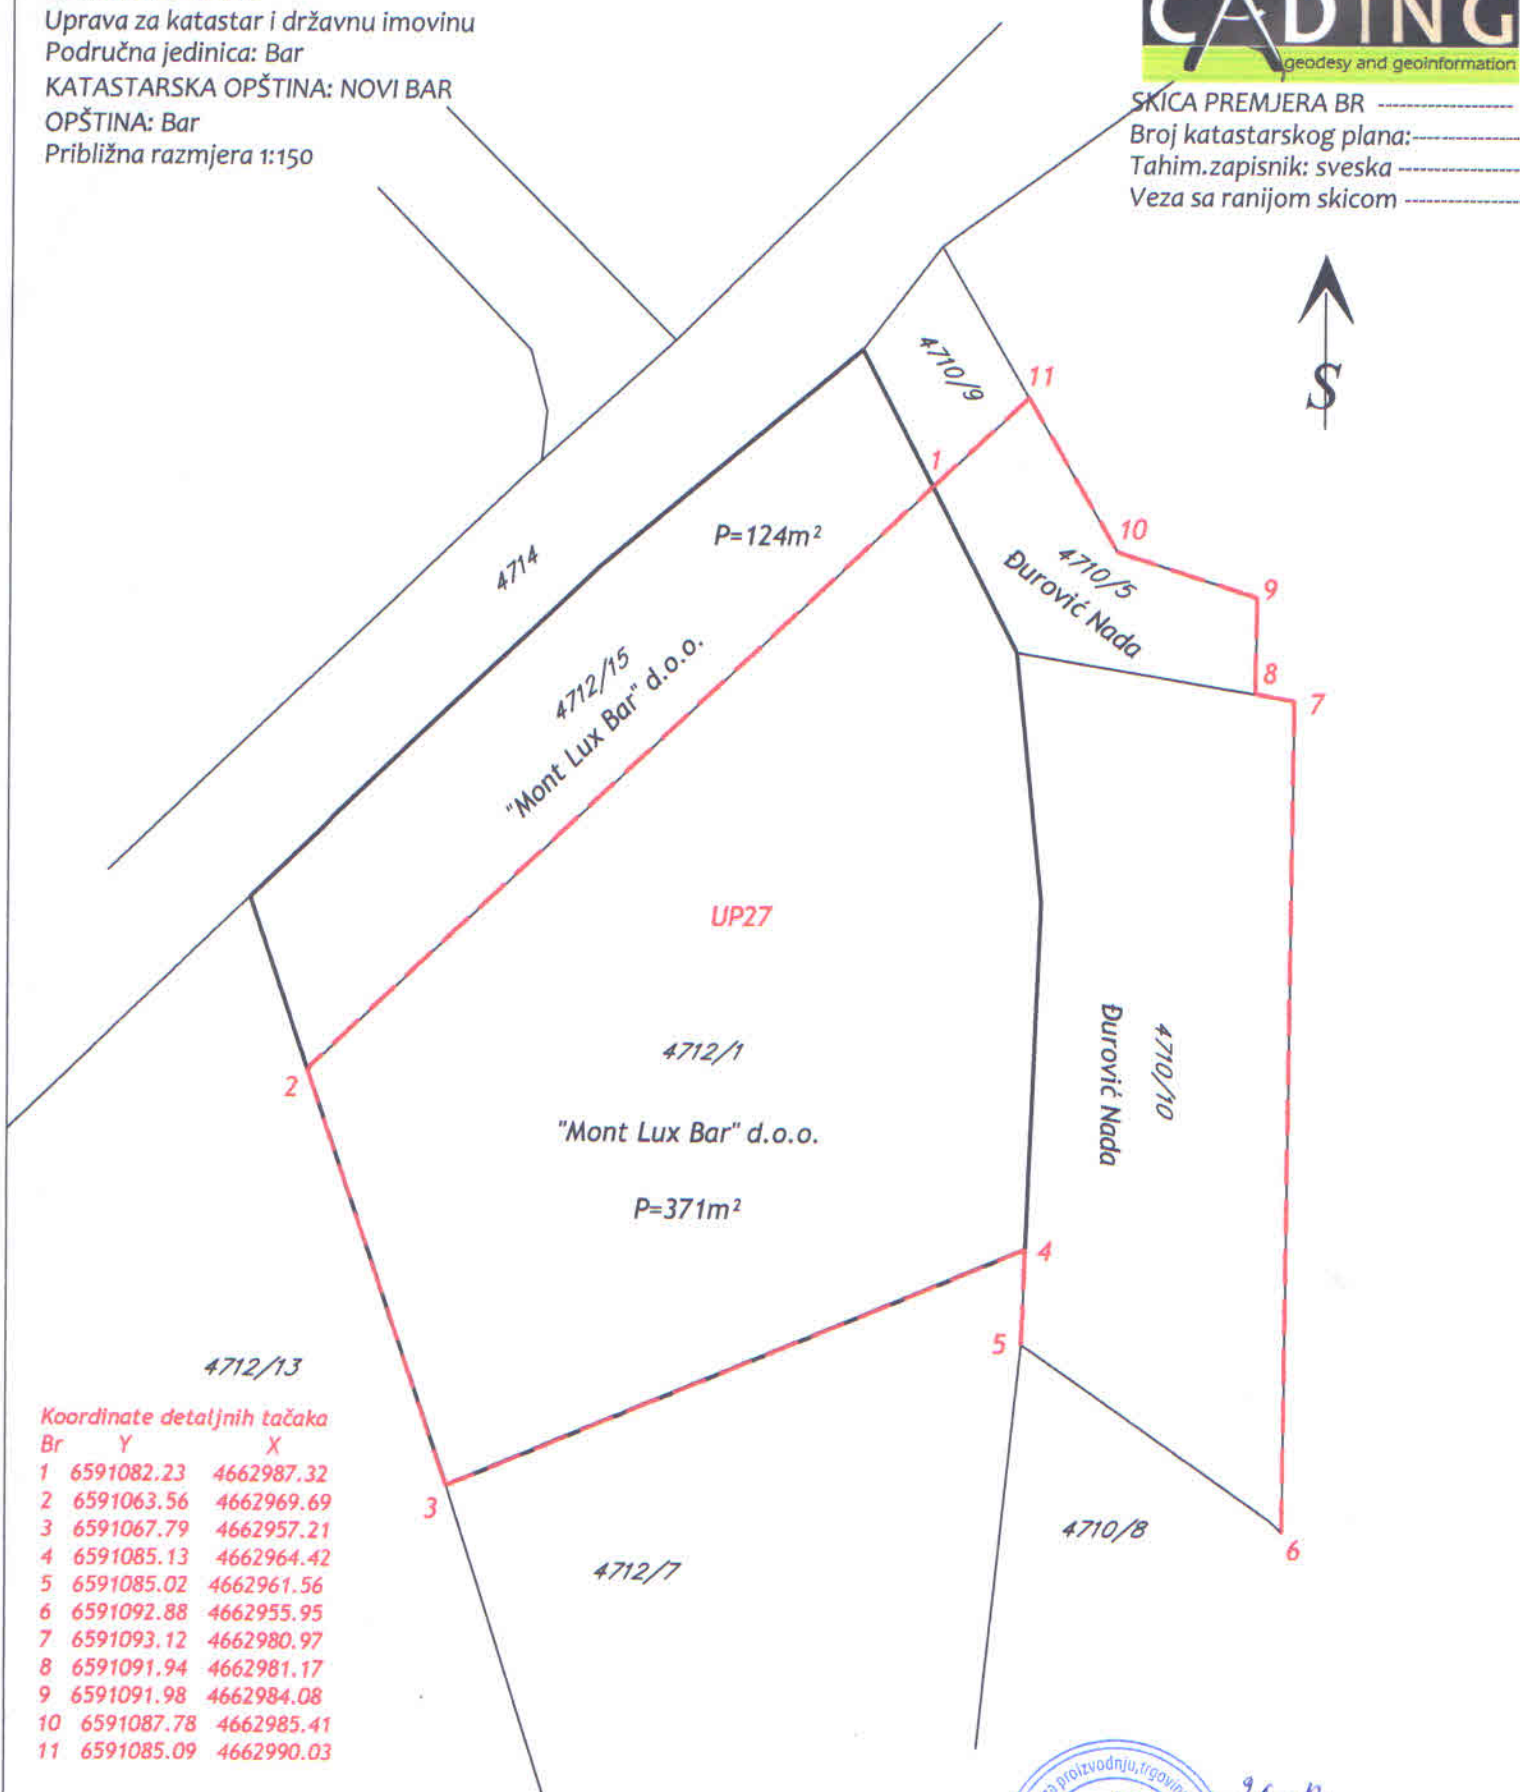 Uprava za katastar i državnu imovinu
Područna jedinica: Bar
KATASTARSKA OPŠTINA: NOVI BAR
OPŠTINA: Bar
Približna razmjera 1:150
CADING
geodesy and geoinformation
SKICA PREMJERA BR
Broj katastarskog plana:
Tahim.zapisnik: sveska
Veza sa ranijom skicom
S
4710/9
11
1
10
P=124m²
4714
4710/5
Đurović Nada
9
8
7
4712/15
"Mont Lux Bar" d.o.o.
UP27
4712/1
"Mont Lux Bar" d.o.o.
P=371m²
4710/10
Đurović Nada
2
4
5
3
6
4712/13
4712/7
4710/8
Koordinate detaljnih tačaka
Br Y X
1 6591082.23 4662987.32
2 6591063.56 4662969.69
3 6591067.79 4662957.21
4 6591085.13 4662964.42
5 6591085.02 4662961.56
6 6591092.88 4662955.95
7 6591093.12 4662980.97
8 6591091.94 4662981.17
9 6591091.98 4662984.08
10 6591087.78 4662985.41
11 6591085.09 4662990.03
proizvodnju,trgovin